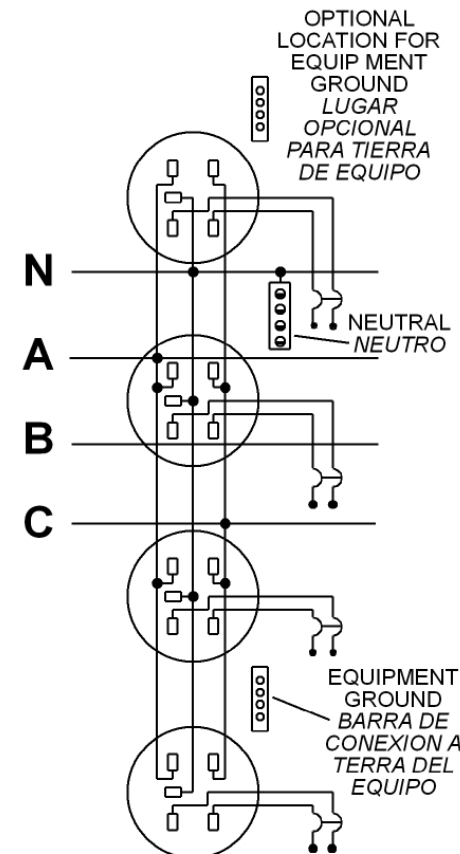 OPTIONAL
LOCATION FOR
EQUIP MENT
GROUND
LUGAR
OPCIONAL
PARA TIERRA
DE EQUIPO
N
NEUTRAL
NEUTRO
A
B
C
EQUIPMENT
GROUND
BARRA DE
CONEXION A
TERRA DEL
EQUIPO